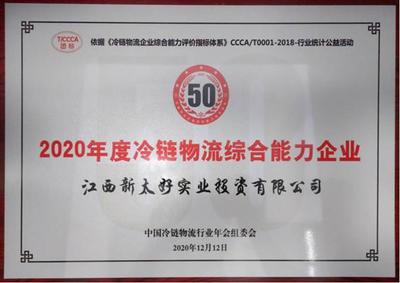 T/CCCA
团标
依据《冷链物流企业综合能力评价指标体系》CCCA/T0001-2018-行业统计公益活动
50
2020年度冷链物流综合能力企业
江西新太好实业投资有限公司
中国冷链物流行业年会组委会
2020年12月12日